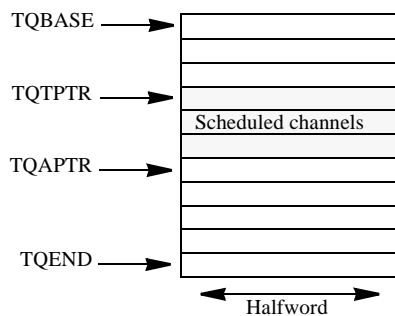 TQBASE
TQTPTR
Scheduled channels
TQAPTR
TQEND
Halfword